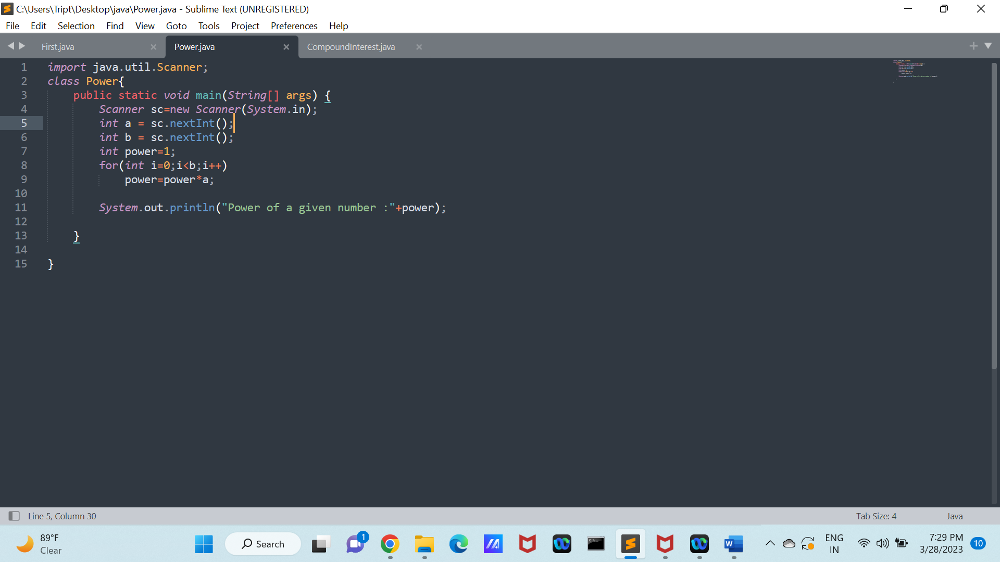 C:\Users\Tript\Desktop\java\Power.java - Sublime Text (UNREGISTERED)
File Edit Selection Find View Goto Tools Project Preferences Help
First.java Power.java CompoundInterest.java
1 import java.util.Scanner;
2 class Power{
3 public static void main(String[] args) {
4 Scanner sc=new Scanner(System.in);
5 int a = sc.nextInt();
6 int b = sc.nextInt();
7 int power=1;
8 for(int i=0;i<b;i++)
9 power=power*a;
10
11 System.out.println("Power of a given number :"+power);
12
13 }
14
15 }
Line 5, Column 30 Tab Size: 4 Java
89°F
Clear
Search
1
W
ENG
IN
7:29 PM
3/28/2023
10